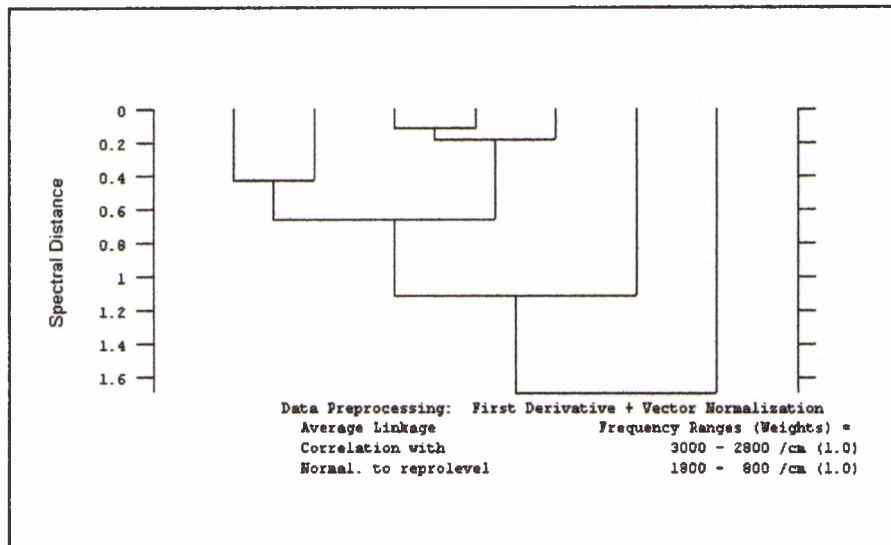 Spectral Distance
0
0.2
0.4
0.6
0.8
1
1.2
1.4
1.6
Data Preprocessing: First Derivative + Vector Normalization
Average Linkage Frequency Ranges (Weights) =
Correlation with 3000 - 2800 /cm (1.0)
Normal. to reprolevel 1800 - 800 /cm (1.0)